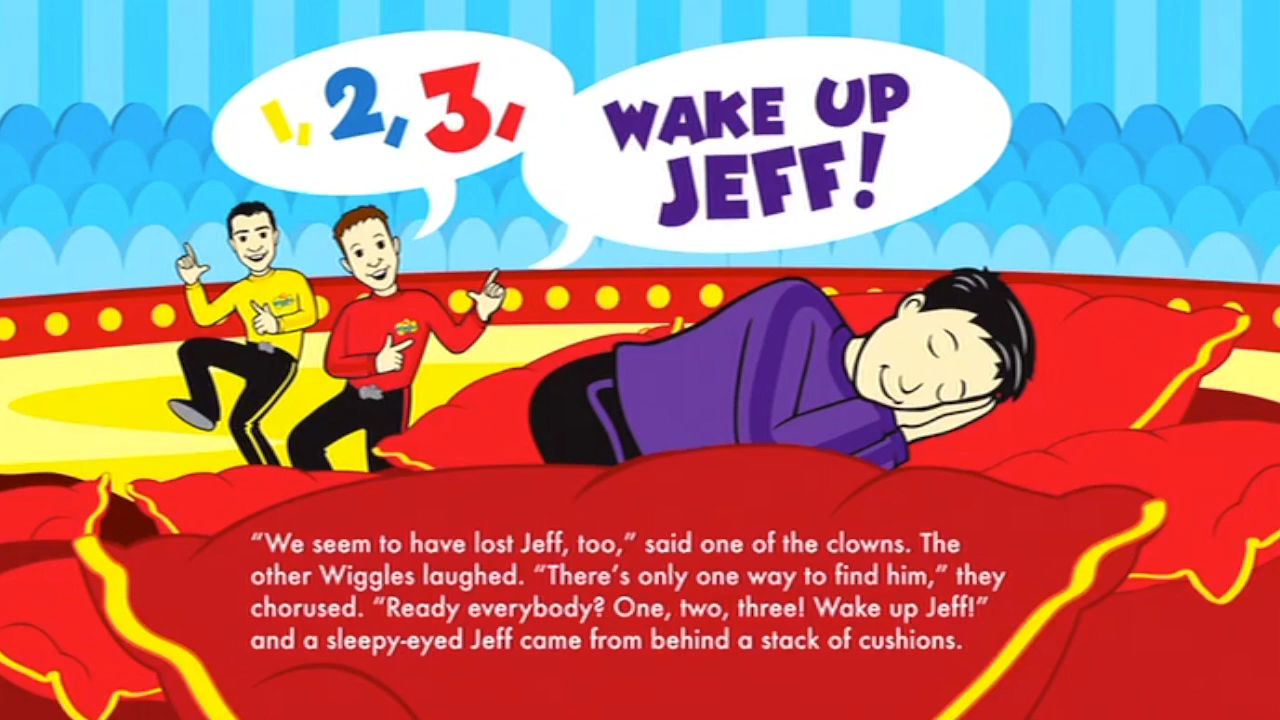 1, 2, 3,
WAKE UP
JEFF!
“We seem to have lost Jeff, too,” said one of the clowns. The
other Wiggles laughed. “There’s only one way to find him,” they
chorused. “Ready everybody? One, two, three! Wake up Jeff!”
and a sleepy-eyed Jeff came from behind a stack of cushions.